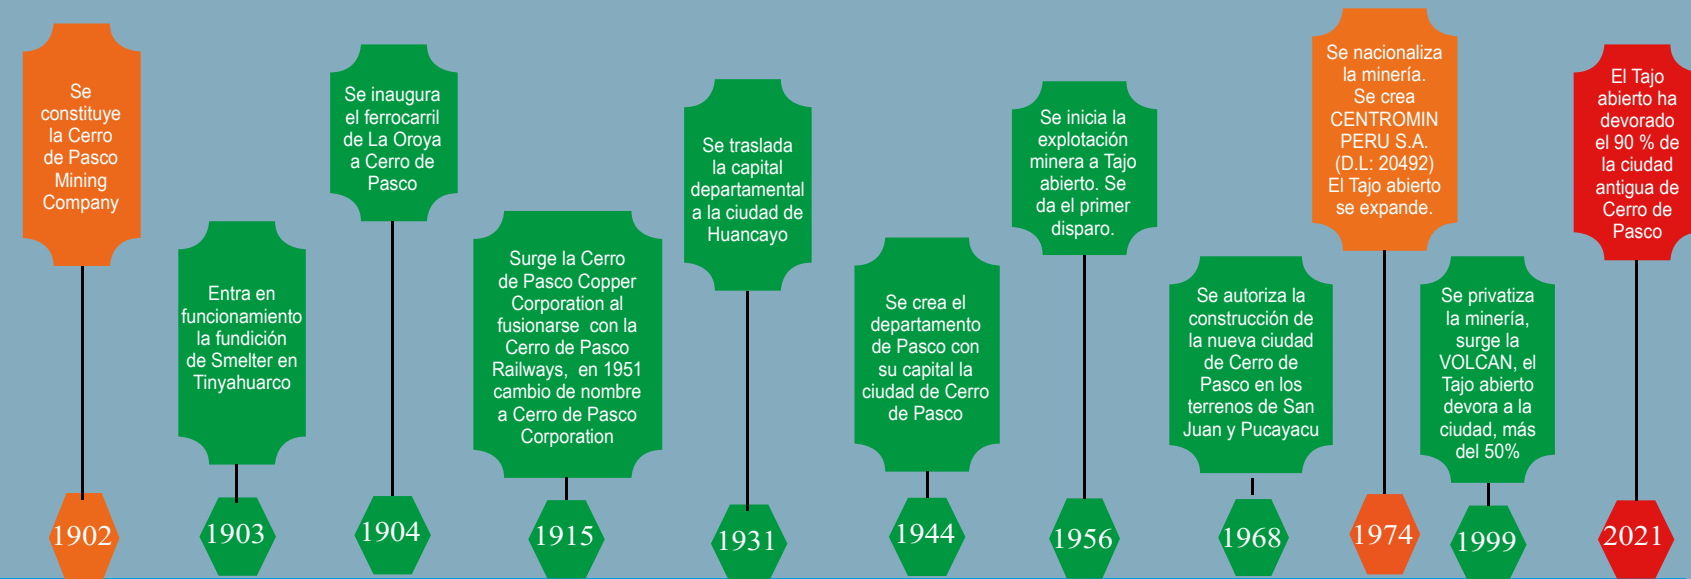 Se
constituye
la Cerro
de Pasco
Mining
Company
1902
Entra en
funcionamiento
la fundición
de Smelter en
Tinyahuarco
1903
Se inaugura
el ferrocarril
de La Oroya
a Cerro de
Pasco
1904
Surge la Cerro
de Pasco Copper
Corporation al
fusionarse con la
Cerro de Pasco
Railways, en 1951
cambio de nombre
a Cerro de Pasco
Corporation
1915
Se traslada
la capital
departamental
a la ciudad de
Huancayo
1931
Se crea el
departamento
de Pasco con
su capital la
ciudad de Cerro
de Pasco
1944
Se inicia la
explotación
minera a Tajo
abierto. Se
da el primer
disparo.
1956
Se autoriza la
construcción de
la nueva ciudad
de Cerro de
Pasco en los
terrenos de San
Juan y Pucayacu
1968
Se nacionaliza
la minería.
Se crea
CENTROMIN
PERU S.A.
(D.L: 20492)
El Tajo abierto
se expande.
1974
Se privatiza
la minería,
surge la
VOLCAN, el
Tajo abierto
devora a la
ciudad, más
del 50%
1999
El Tajo
abierto ha
devorado
el 90 % de
la ciudad
antigua de
Cerro de
Pasco
2021